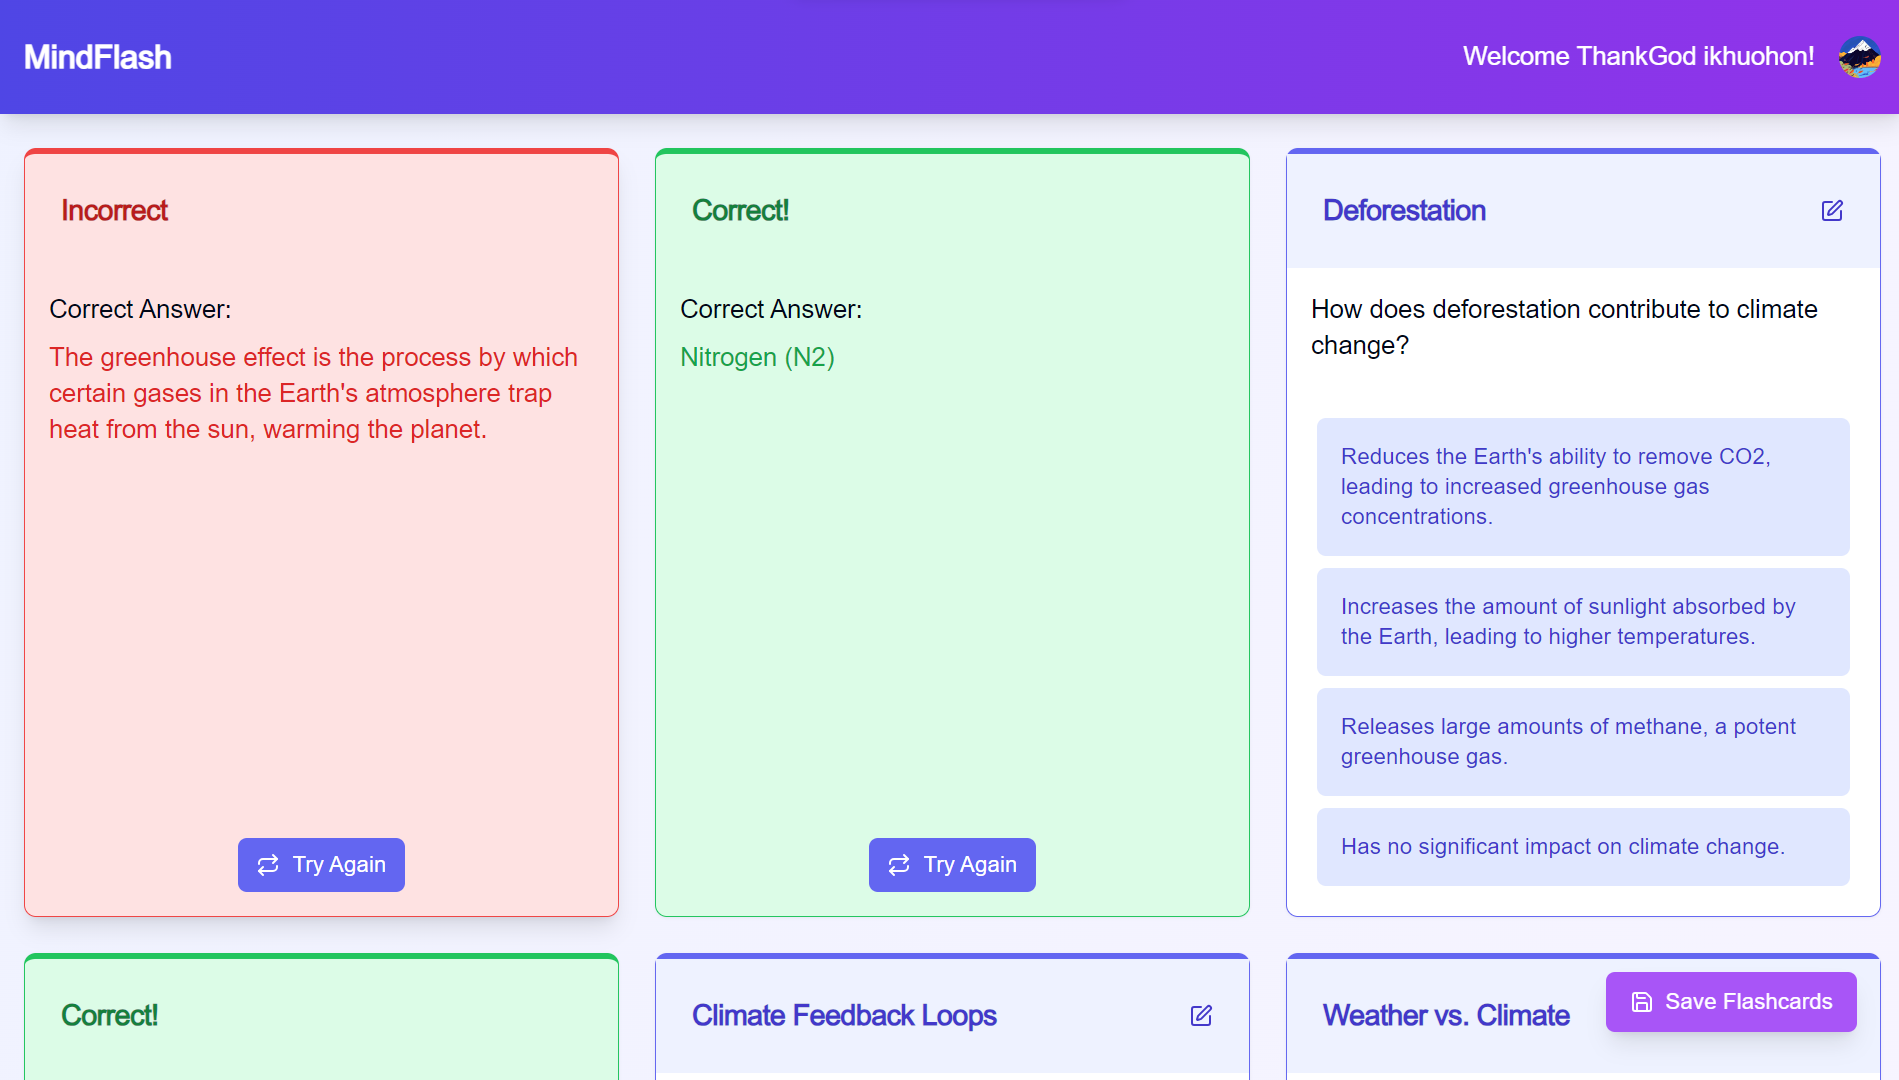 MindFlash
Welcome ThankGod ikhuohon!
Incorrect
Correct Answer:
The greenhouse effect is the process by which
certain gases in the Earth's atmosphere trap
heat from the sun, warming the planet.
Try Again
Correct!
Correct Answer:
Nitrogen (N2)
Try Again
Deforestation
How does deforestation contribute to climate
change?
Reduces the Earth's ability to remove CO2,
leading to increased greenhouse gas
concentrations.
Increases the amount of sunlight absorbed by
the Earth, leading to higher temperatures.
Releases large amounts of methane, a potent
greenhouse gas.
Has no significant impact on climate change.
Correct!
Climate Feedback Loops
Weather vs. Climate
Save Flashcards